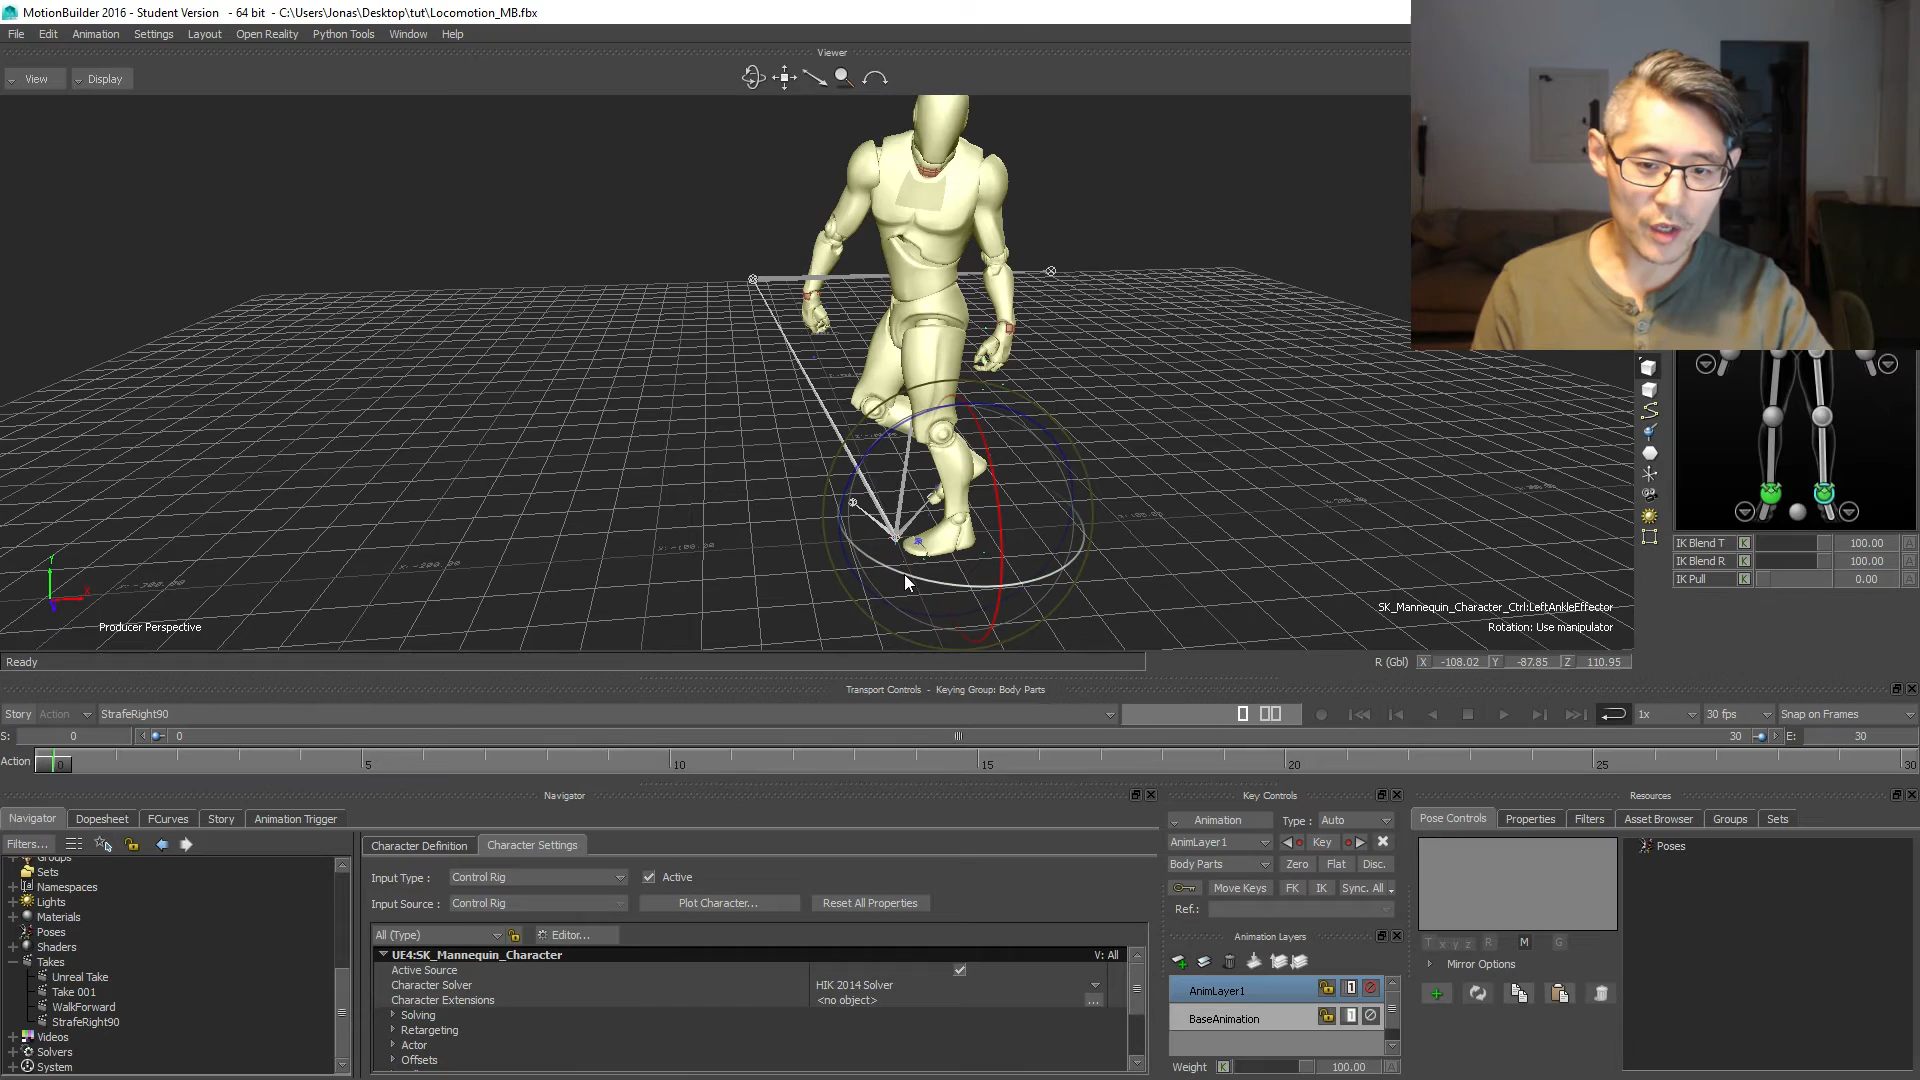 MotionBuilder 2016 - Student Version - 64 bit - C:\Users\Jonas\Desktop\tut\Locomotion_MB.fbx
File Edit Animation Settings Layout Open Reality Python Tools Window Help
Viewer
View Display
IK Blend T K 100.00 A
IK Blend R K 100.00 A
IK Pull K 0.00 A
SK_Mannequin_Character_Ctrl:LeftAnkleEffector
Producer Perspective
Rotation: Use manipulator
Y
X
Ready
R (Gbl) X -108.02 Y -87.85 Z 110.95
Transport Controls - Keying Group: Body Parts
Story Action StrafeRight90 1x 30 fps Snap on Frames
S: 0 0 30 E: 30
Action 0 5 10 15 20 25 30
Navigator Key Controls Resources
Navigator Dopesheet FCurves Story Animation Trigger
Animation Type : Auto
Pose Controls Properties Filters Asset Browser Groups Sets
Filters...
Character Definition Character Settings
AnimLayer1 Key
Poses
Groups
Sets
Namespaces
Lights
Materials
Poses
Shaders
Takes
Unreal Take
Take 001
WalkForward
StrafeRight90
Videos
Solvers
System
Input Type : Control Rig Active
Input Source : Control Rig Plot Character... Reset All Properties
All (Type) Editor...
UE4:SK_Mannequin_Character V: All
Active Source
Character Solver HIK 2014 Solver
Character Extensions <no object> ...
Solving
Retargeting
Actor
Offsets
Body Parts Zero Flat Disc.
Move Keys FK IK Sync. All
Ref.:
Animation Layers
AnimLayer1 1
BaseAnimation 1
Weight K 100.00 A
T x y z R M G
Mirror Options